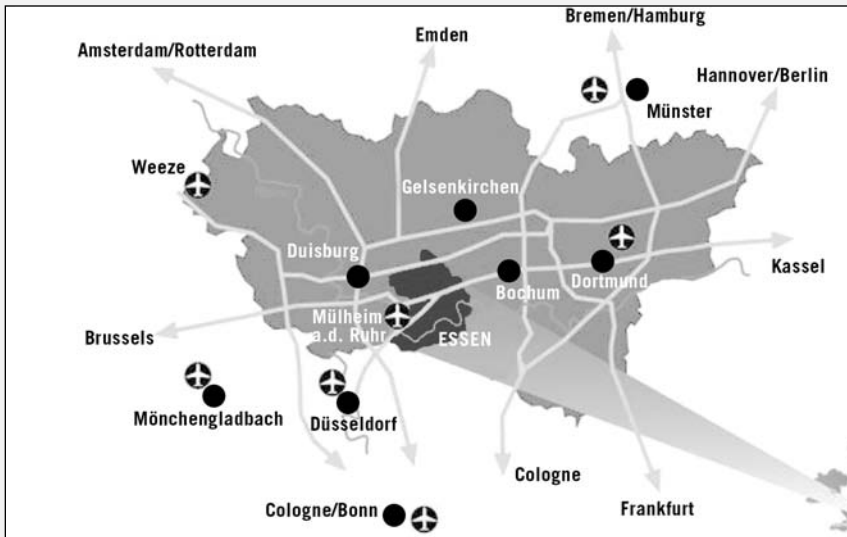 Bremen/Hamburg
Emden
Amsterdam/Rotterdam
Hannover/Berlin
Münster
Weeze
Gelsenkirchen
Duisburg
Kassel
Dortmund
Bochum
Mülheim
a.d. Ruhr
ESSEN
Brussels
Mönchengladbach
Düsseldorf
Cologne
Frankfurt
Cologne/Bonn